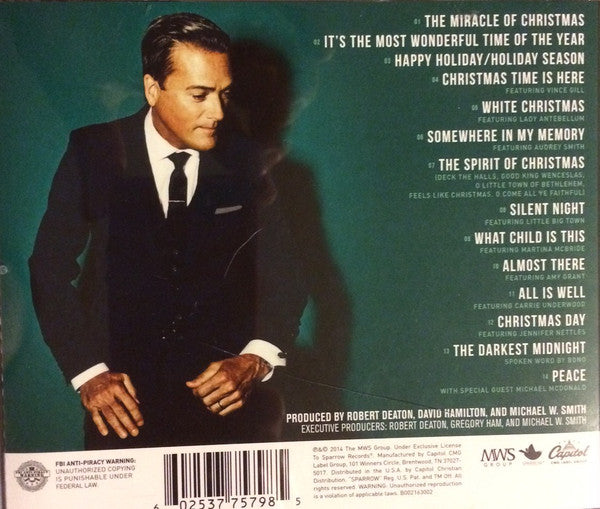 01 THE MIRACLE OF CHRISTMAS
02 IT'S THE MOST WONDERFUL TIME OF THE YEAR
03 HAPPY HOLIDAY/HOLIDAY SEASON
04 CHRISTMAS TIME IS HERE
FEATURING VINCE GILL
05 WHITE CHRISTMAS
FEATURING LADY ANTEBELLUM
06 SOMEWHERE IN MY MEMORY
FEATURING AUDREY SMITH
07 THE SPIRIT OF CHRISTMAS
(DECK THE HALLS, GOOD KING WENCESLAS,
O LITTLE TOWN OF BETHLEHEM,
FEELS LIKE CHRISTMAS, O COME ALL YE FAITHFUL)
08 SILENT NIGHT
FEATURING LITTLE BIG TOWN
09 WHAT CHILD IS THIS
FEATURING MARTINA MCBRIDE
10 ALMOST THERE
FEATURING AMY GRANT
11 ALL IS WELL
FEATURING CARRIE UNDERWOOD
12 CHRISTMAS DAY
FEATURING JENNIFER NETTLES
13 THE DARKEST MIDNIGHT
SPOKEN WORD BY BONO
14 PEACE
WITH SPECIAL GUEST MICHAEL MCDONALD
PRODUCED BY ROBERT DEATON, DAVID HAMILTON, AND MICHAEL W. SMITH
EXECUTIVE PRODUCERS: ROBERT DEATON, GREGORY HAM, AND MICHAEL W. SMITH
FBI ANTI-PIRACY WARNING:
UNAUTHORIZED COPYING
IS PUNISHABLE UNDER
FEDERAL LAW.
6 02537 75798 5
℗&© 2014 The MWS Group. Under Exclusive License
To Sparrow Records®. Manufactured by Capitol CMG
Label Group, 101 Winners Circle, Brentwood, TN 37027-
5017. Distributed in the U.S.A. by Capitol Christian
Distribution. "SPARROW" Reg. U.S. Pat. and TM Off. All
rights reserved. WARNING: Unauthorized reproduction
is a violation of applicable laws. B002163002
MWS
GROUP
Capitol
CMG LABEL GROUP